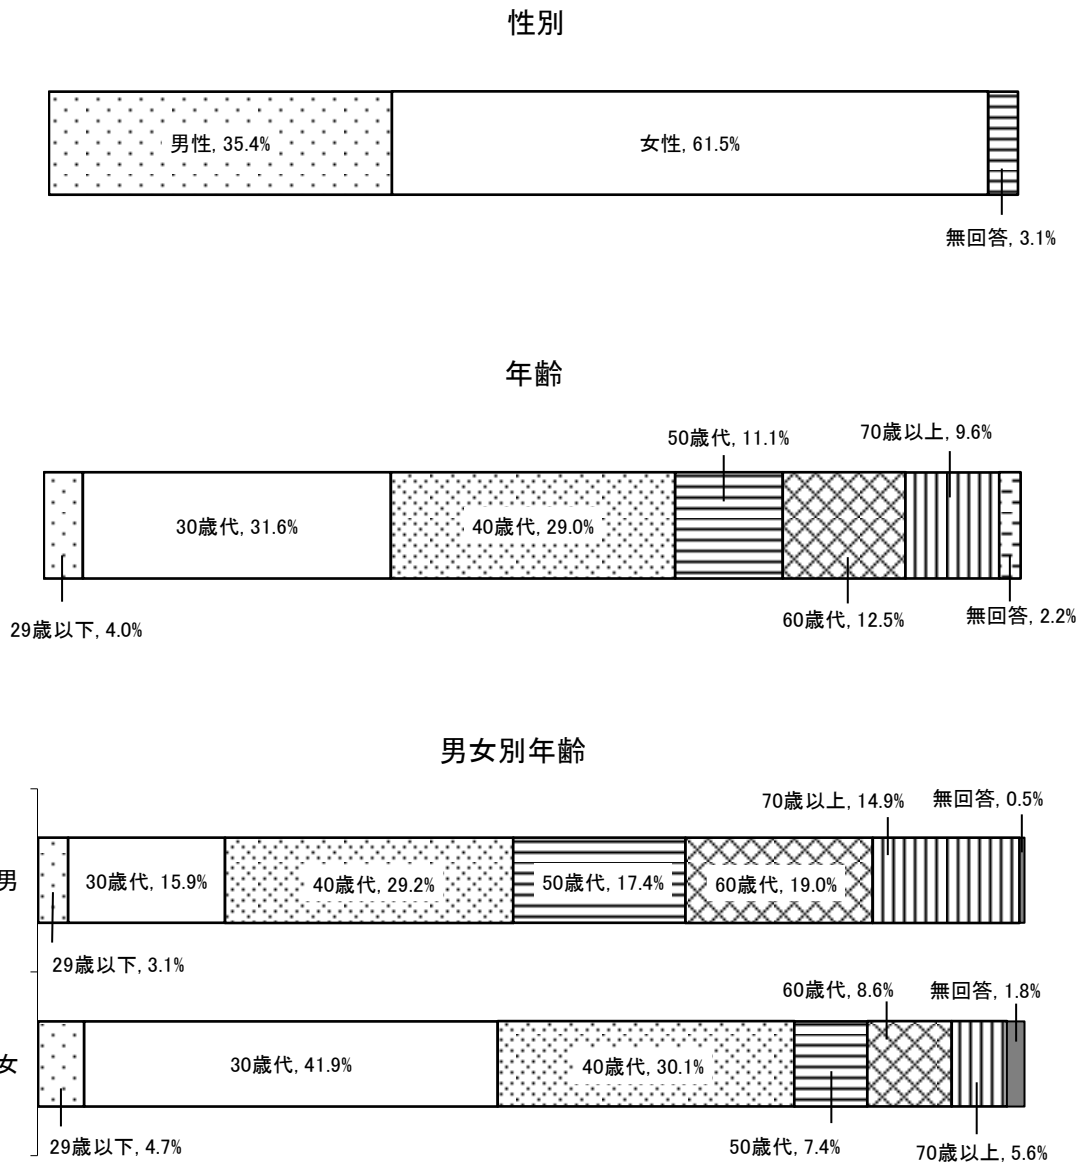 性別
男性, 35.4%
女性, 61.5%
無回答, 3.1%
年齢
50歳代, 11.1%
70歳以上, 9.6%
30歳代, 31.6%
40歳代, 29.0%
29歳以下, 4.0%
60歳代, 12.5%
無回答, 2.2%
男女別年齢
70歳以上, 14.9%
無回答, 0.5%
男
30歳代, 15.9%
40歳代, 29.2%
50歳代, 17.4%
60歳代, 19.0%
29歳以下, 3.1%
60歳代, 8.6%
無回答, 1.8%
女
30歳代, 41.9%
40歳代, 30.1%
29歳以下, 4.7%
50歳代, 7.4%
70歳以上, 5.6%